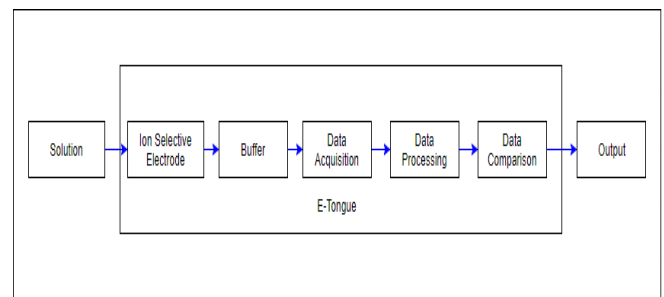 Solution
Ion Selective
Electrode
Buffer
Data
Acquisition
Data
Processing
Data
Comparison
Output
E-Tongue